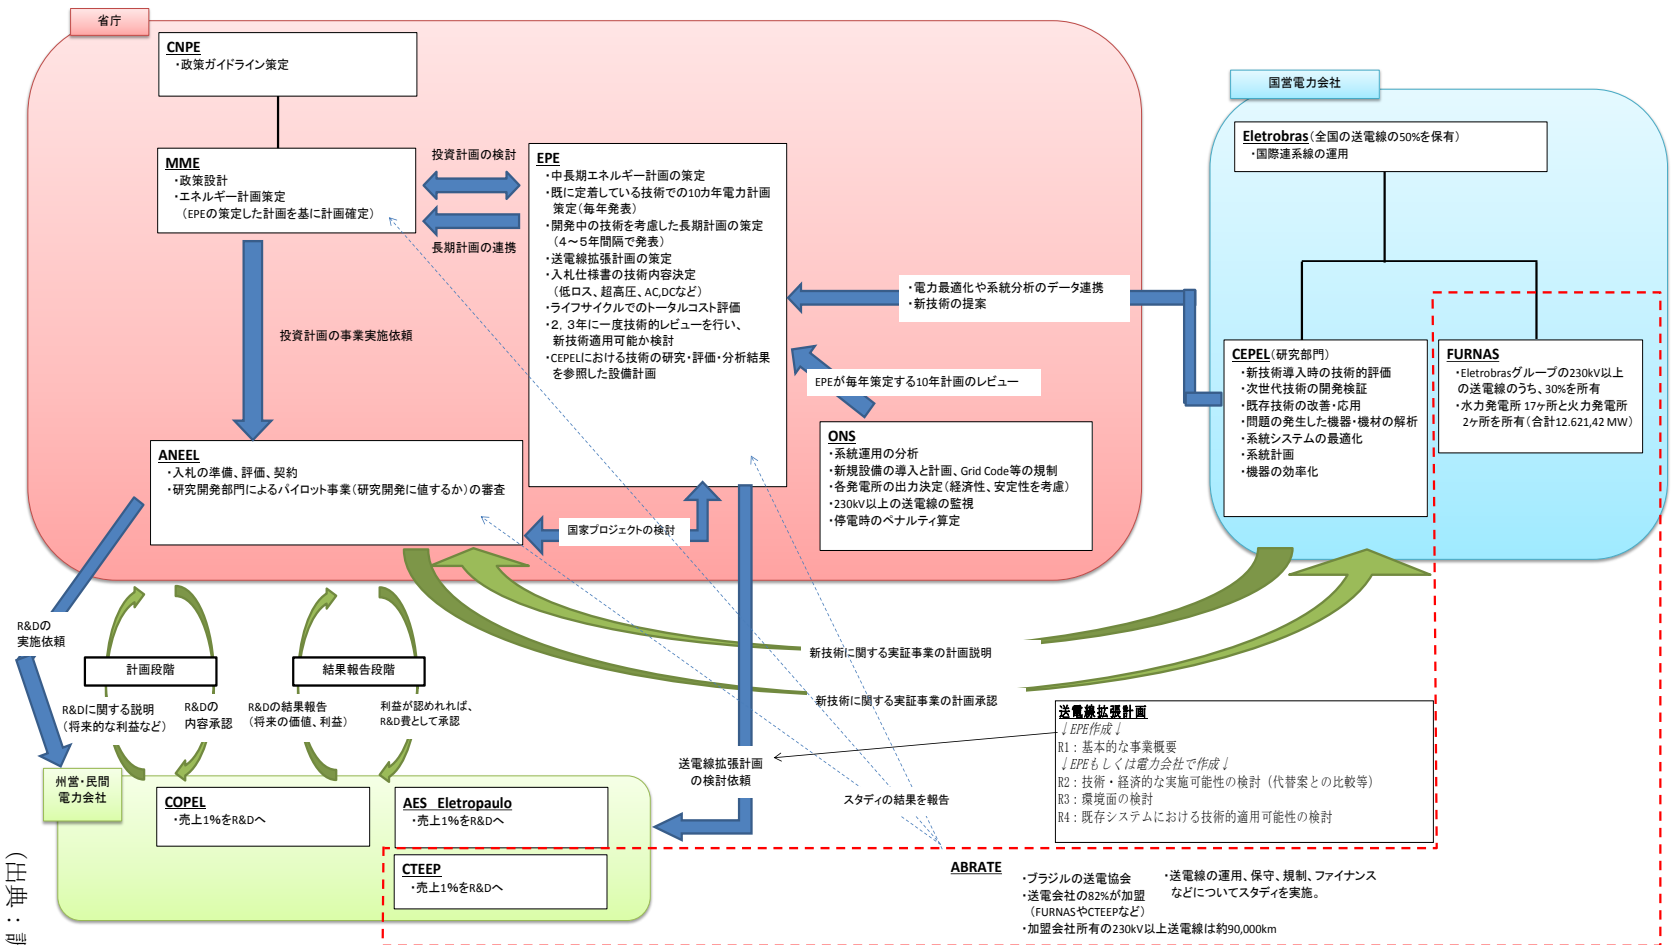 省庁
CNPE
・政策ガイドライン策定
MME
・政策設計
・エネルギー計画策定
（EPEの策定した計画を基に計画確定）
投資計画の検討
長期計画の連携
EPE
・中長期エネルギー計画の策定
・既に定着している技術での10カ年電力計画
策定（毎年発表）
・開発中の技術を考慮した長期計画の策定
（4～5年間隔で発表）
・送電線拡張計画の策定
・入札仕様書の技術内容決定
（低ロス、超高圧、AC,DCなど）
・ライフサイクルでのトータルコスト評価
・2，3年に一度技術的レビューを行い、
新技術適用可能か検討
・CEPELにおける技術の研究・評価・分析結果
を参照した設備計画
投資計画の事業実施依頼
・電力最適化や系統分析のデータ連携
・新技術の提案
EPEが毎年策定する10年計画のレビュー
ANEEL
・入札の準備、評価、契約
・研究開発部門によるパイロット事業（研究開発に値するか）の審査
国家プロジェクトの検討
ONS
・系統運用の分析
・新規設備の導入と計画、Grid Code等の規制
・各発電所の出力決定（経済性、安定性を考慮）
・230kV以上の送電線の監視
・停電時のペナルティ算定
国営電力会社
Eletrobras（全国の送電線の50%を保有）
・国際連系線の運用
CEPEL（研究部門）
・新技術導入時の技術的評価
・次世代技術の開発検証
・既存技術の改善・応用
・問題の発生した機器・機材の解析
・系統システムの最適化
・系統計画
・機器の効率化
FURNAS
・Eletrobrasグループの230kV以上
の送電線のうち、30%を所有
・水力発電所 17ヶ所と火力発電所
2ヶ所を所有（合計12.621,42 MW）
R&Dの
実施依頼
計画段階
結果報告段階
R&Dに関する説明
（将来的な利益など）
R&Dの
内容承認
R&Dの結果報告
（将来の価値、利益）
利益が認めれれば、
R&D費として承認
新技術に関する実証事業の計画説明
新技術に関する実証事業の計画承認
送電線拡張計画
の検討依頼
送電線拡張計画
↓EPE作成↓
R1：基本的な事業概要
↓EPEもしくは電力会社で作成↓
R2：技術・経済的な実施可能性の検討（代替案との比較等）
R3：環境面の検討
R4：既存システムにおける技術的適用可能性の検討
スタディの結果を報告
州営・民間
電力会社
COPEL
・売上1%をR&Dへ
AES Eletropaulo
・売上1%をR&Dへ
CTEEP
・売上1%をR&Dへ
ABRATE
・ブラジルの送電協会
・送電会社の82%が加盟
（FURNASやCTEEPなど）
・加盟会社所有の230kV以上送電線は約90,000km
・送電線の運用、保守、規制、ファイナンス
などについてスタディを実施。
（出典：